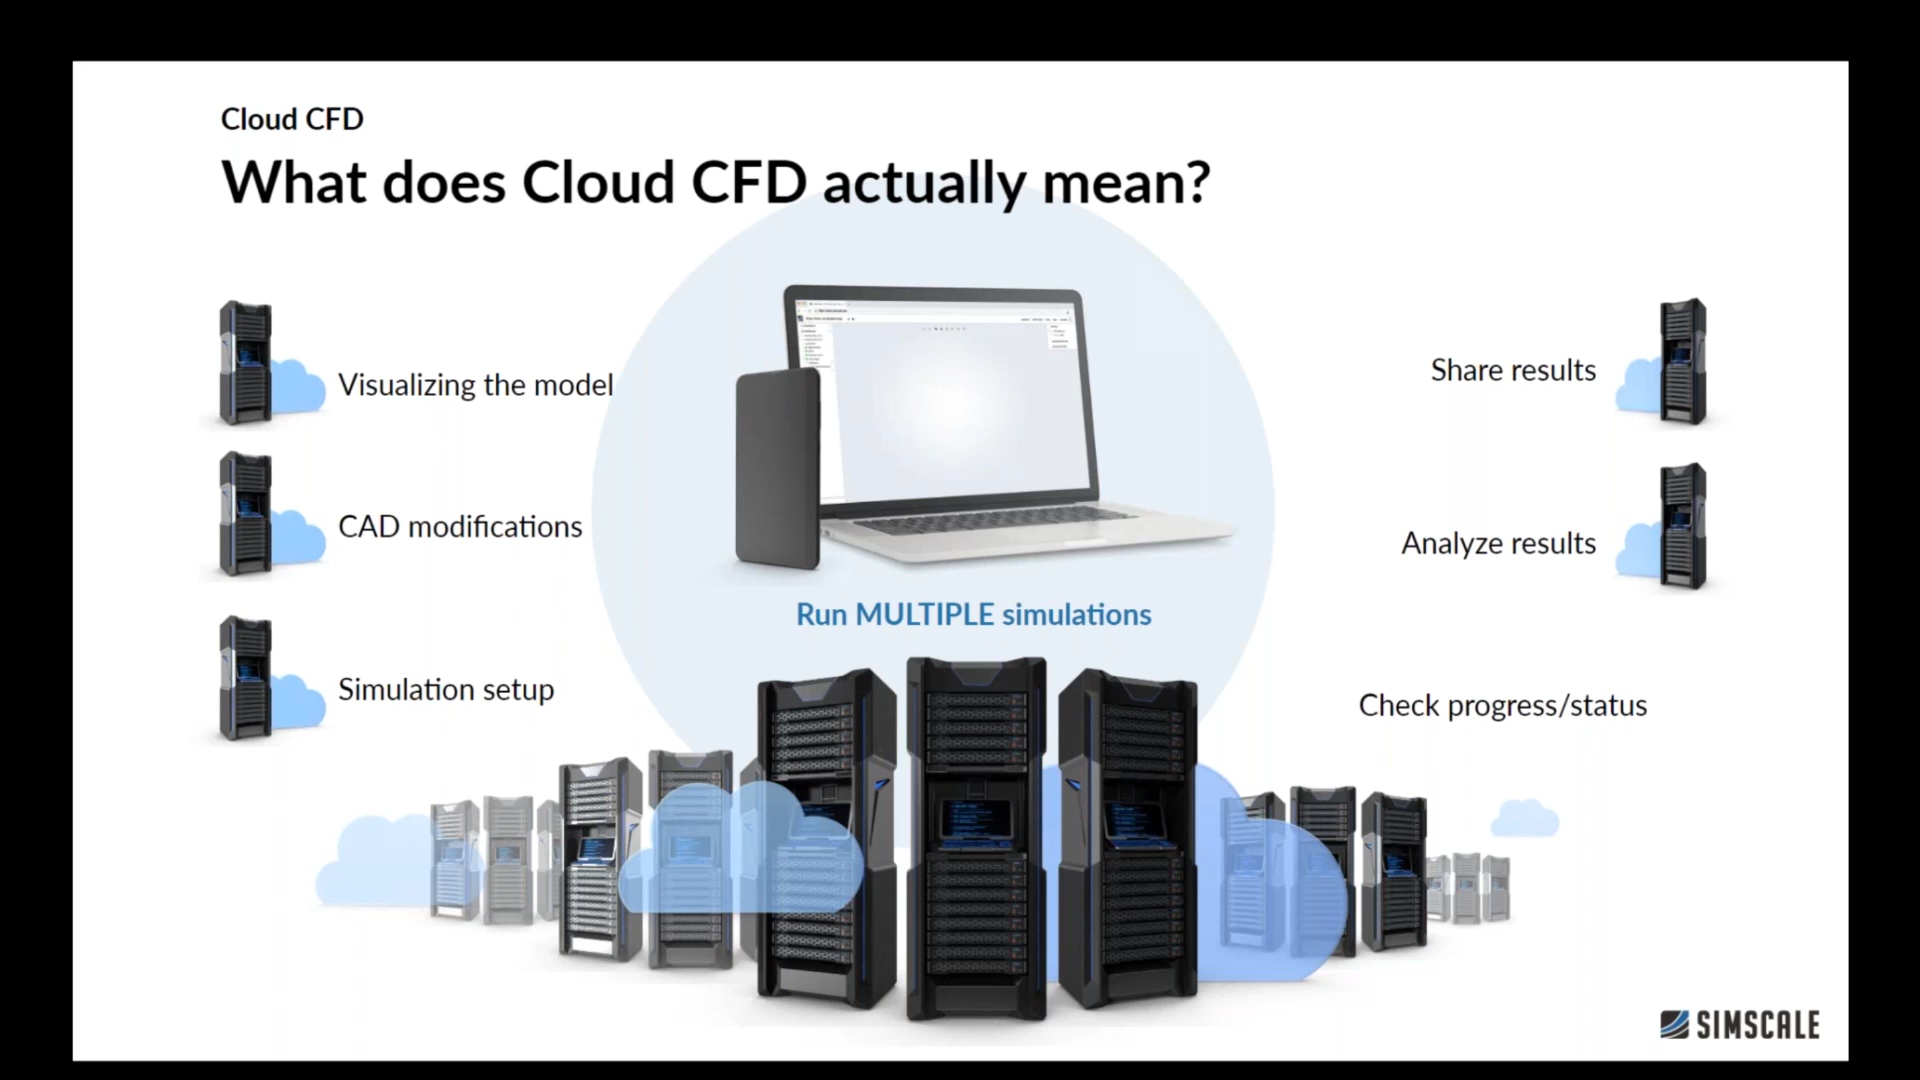 Cloud CFD
What does Cloud CFD actually mean?
Visualizing the model
CAD modifications
Simulation setup
Run MULTIPLE simulations
Share results
Analyze results
Check progress/status
SIMSCALE